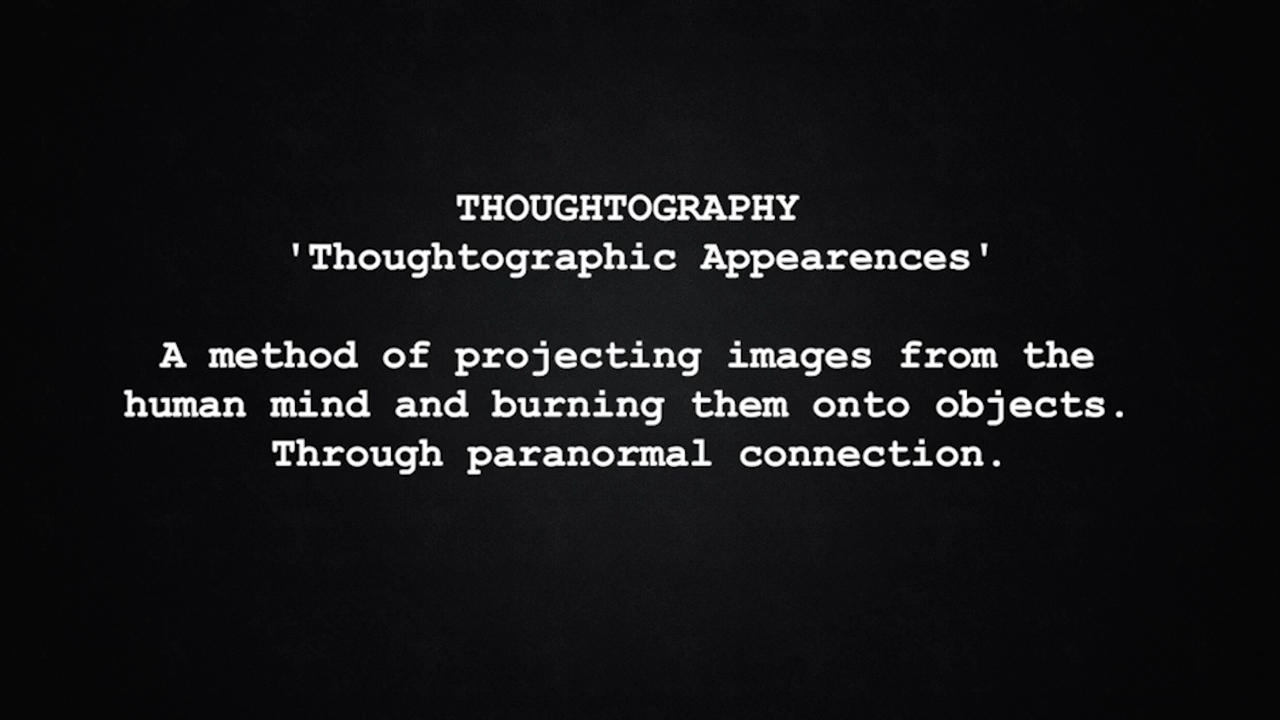 THOUGHTOGRAPHY
'Thoughtographic Appearences'
A method of projecting images from the
human mind and burning them onto objects.
Through paranormal connection.